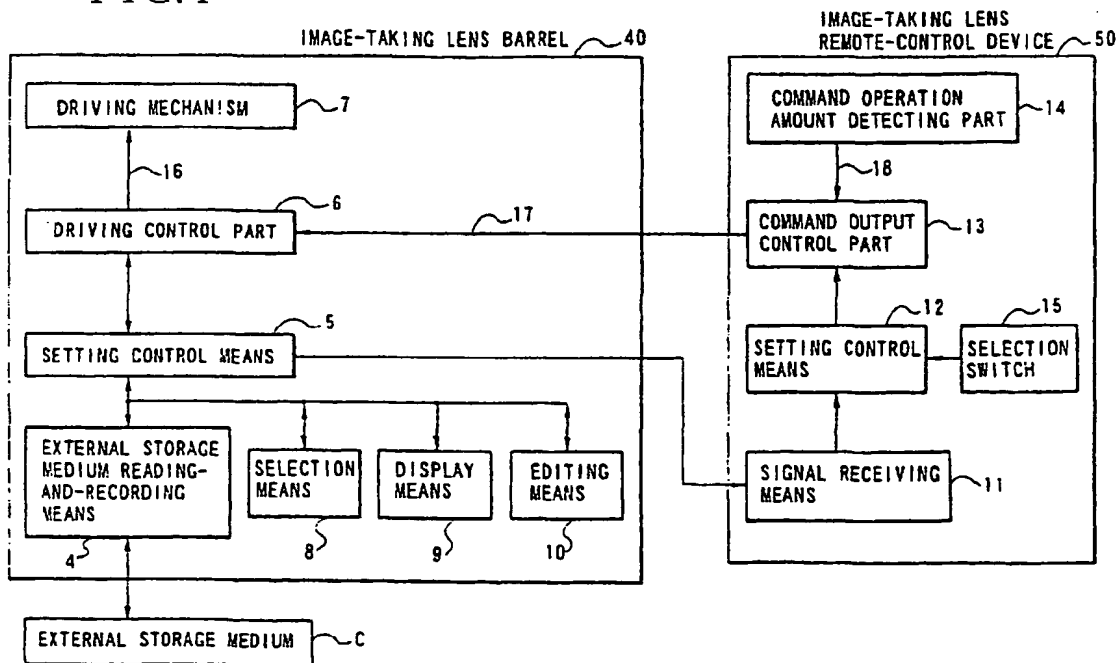 IMAGE-TAKING LENS BARREL
40
DRIVING MECHANISM
7
16
6
DRIVING CONTROL PART
17
5
SETTING CONTROL MEANS
EXTERNAL STORAGE
MEDIUM READING-
AND-RECORDING
MEANS
4
SELECTION
MEANS
8
DISPLAY
MEANS
9
EDITING
MEANS
10
EXTERNAL STORAGE MEDIUM
C
IMAGE-TAKING LENS
REMOTE-CONTROL DEVICE
50
COMMAND OPERATION
AMOUNT DETECTING PART
14
18
COMMAND OUTPUT
CONTROL PART
13
12
SETTING CONTROL
MEANS
15
SELECTION
SWITCH
SIGNAL RECEIVING
MEANS
11